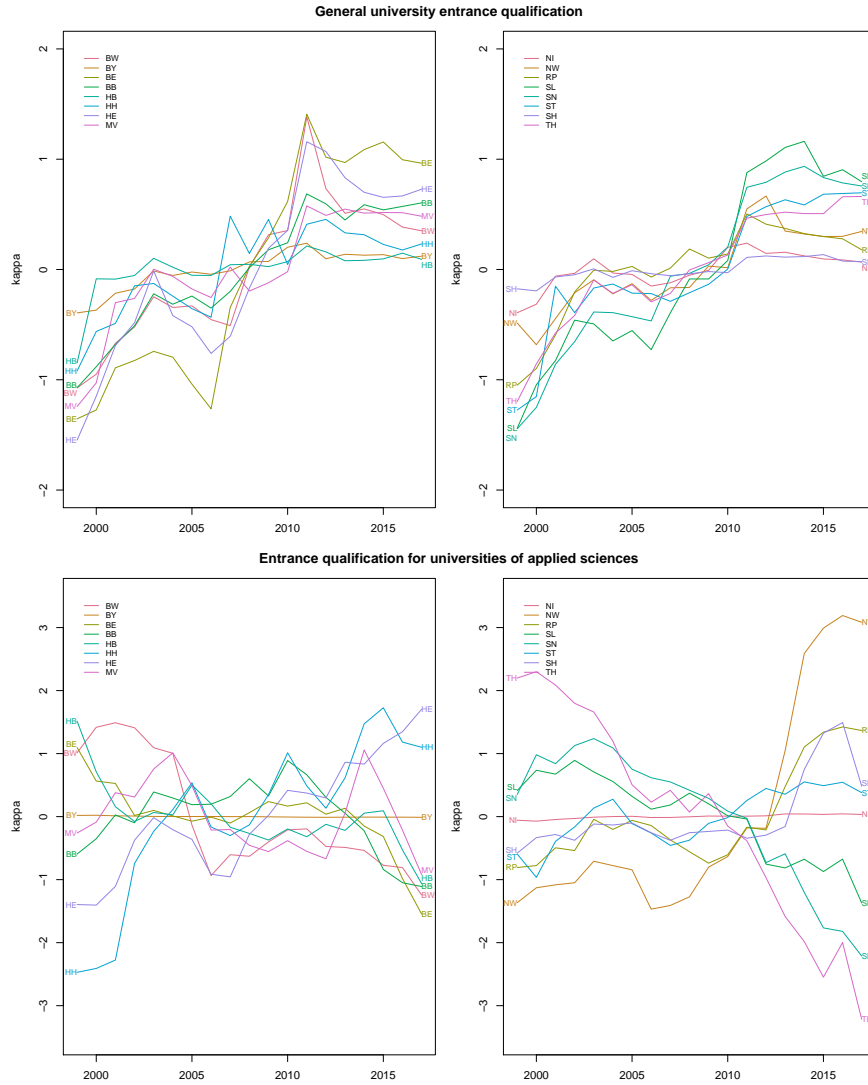 General university entrance qualification
kappa
2
1
0
−1
−2
BW
BY
BE
BB
HB
HH
HE
MV
BY
HB
HH
BB
BW
MV
BE
HE
BE
HE
BB
MV
BW
HH
BY
HB
2000
2005
2010
2015
kappa
2
1
0
−1
−2
NI
NW
RP
SL
SN
ST
SH
TH
SH
NI
NW
RP
TH
ST
SL
SN
2000
2005
2010
2015
Entrance qualification for universities of applied sciences
kappa
3
2
1
0
−1
−2
−3
BW
BY
BE
BB
HB
HH
HE
MV
HB
BE
BW
BY
MV
BB
HE
HH
HE
HH
BY
MV
HB
BB
BW
BE
2000
2005
2010
2015
kappa
3
2
1
0
−1
−2
−3
NI
NW
RP
SL
SN
ST
SH
TH
TH
SL
SN
NI
SH
ST
RP
NW
2000
2005
2010
2015